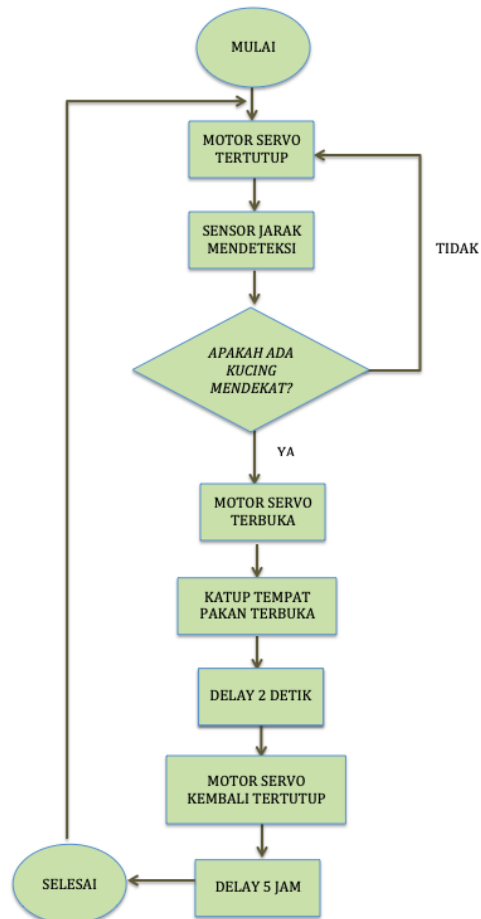 MULAI
MOTOR SERVO
TERTUTUP
SENSOR JARAK
MENDETEKSI
TIDAK
APAKAH ADA
KUCING
MENDEKAT?
YA
MOTOR SERVO
TERBUKA
KATUP TEMPAT
PAKAN TERBUKA
DELAY 2 DETIK
MOTOR SERVO
KEMBALI TERTUTUP
DELAY 5 JAM
SELESAI